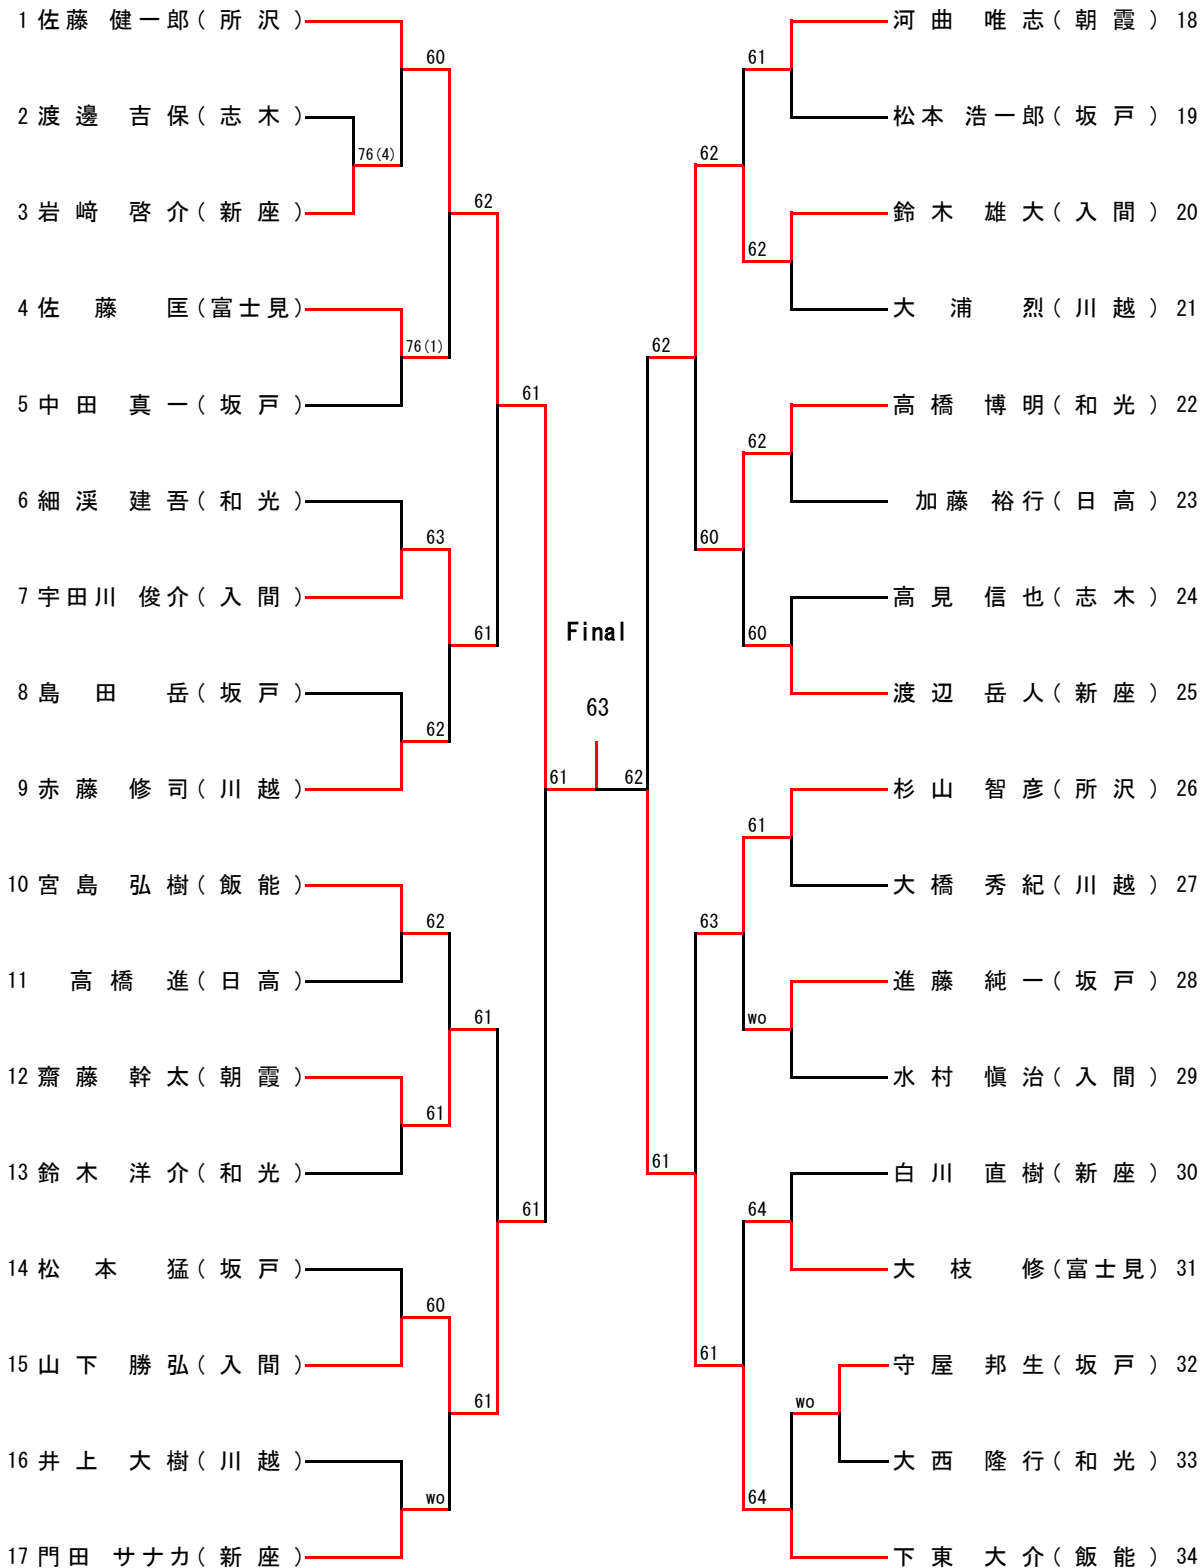 1 佐藤 健一郎(所沢)
60
2 渡邊 吉保(志木)
76(4)
3 岩﨑 啓介(新座)
62
4 佐藤 匡(富士見)
76(1)
5 中田 真一(坂戸)
61
6 細渓 建吾(和光)
63
7 宇田川 俊介(入間)
61
8 島田 岳(坂戸)
62
9 赤藤 修司(川越)
61
10 宮島 弘樹(飯能)
62
11 高橋 進(日高)
61
12 齋藤 幹太(朝霞)
61
13 鈴木 洋介(和光)
61
14 松本 猛(坂戸)
60
15 山下 勝弘(入間)
61
16 井上 大樹(川越)
wo
17 門田 サナカ(新座)
Final
63
河曲 唯志(朝霞) 18
61
松本 浩一郎(坂戸) 19
62
鈴木 雄大(入間) 20
62
大浦 烈(川越) 21
62
高橋 博明(和光) 22
62
加藤 裕行(日高) 23
60
高見 信也(志木) 24
60
渡辺 岳人(新座) 25
62
杉山 智彦(所沢) 26
61
大橋 秀紀(川越) 27
63
進藤 純一(坂戸) 28
wo
水村 愼治(入間) 29
61
白川 直樹(新座) 30
64
大枝 修(富士見) 31
61
守屋 邦生(坂戸) 32
wo
大西 隆行(和光) 33
64
下東 大介(飯能) 34